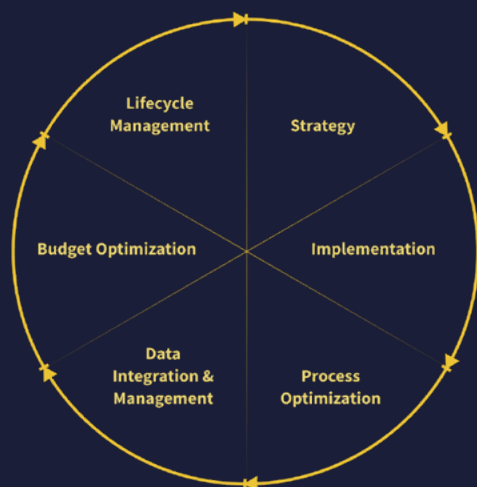 Lifecycle
Management
Strategy
Budget Optimization
Implementation
Data
Integration &
Management
Process
Optimization